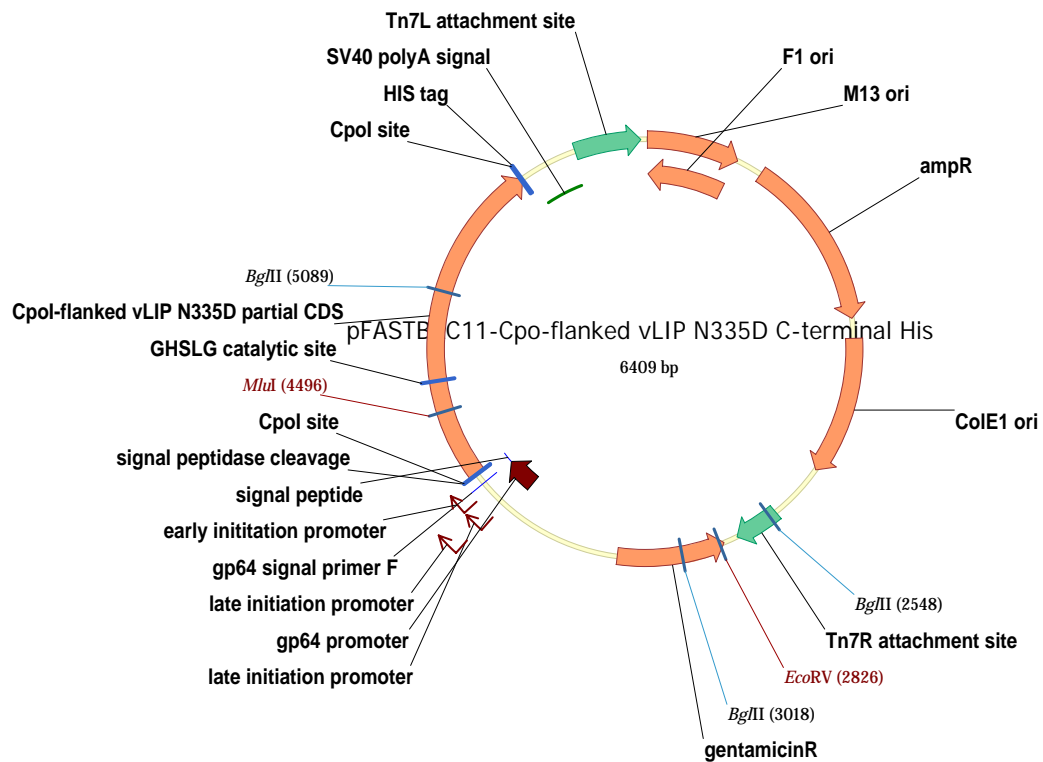 Tn7L attachment site
SV40 polyA signal
HIS tag
CpoI site
F1 ori
M13 ori
ampR
BglII (5089)
CpoI-flanked vLIP N335D partial CDS
pFASTB C11-Cpo-flanked vLIP N335D C-terminal His
6409 bp
GHSLG catalytic site
MluI (4496)
CpoI site
signal peptidase cleavage
signal peptide
early inititation promoter
gp64 signal primer F
late initiation promoter
gp64 promoter
late initiation promoter
ColE1 ori
BglII (2548)
Tn7R attachment site
EcoRV (2826)
BglII (3018)
gentamicinR